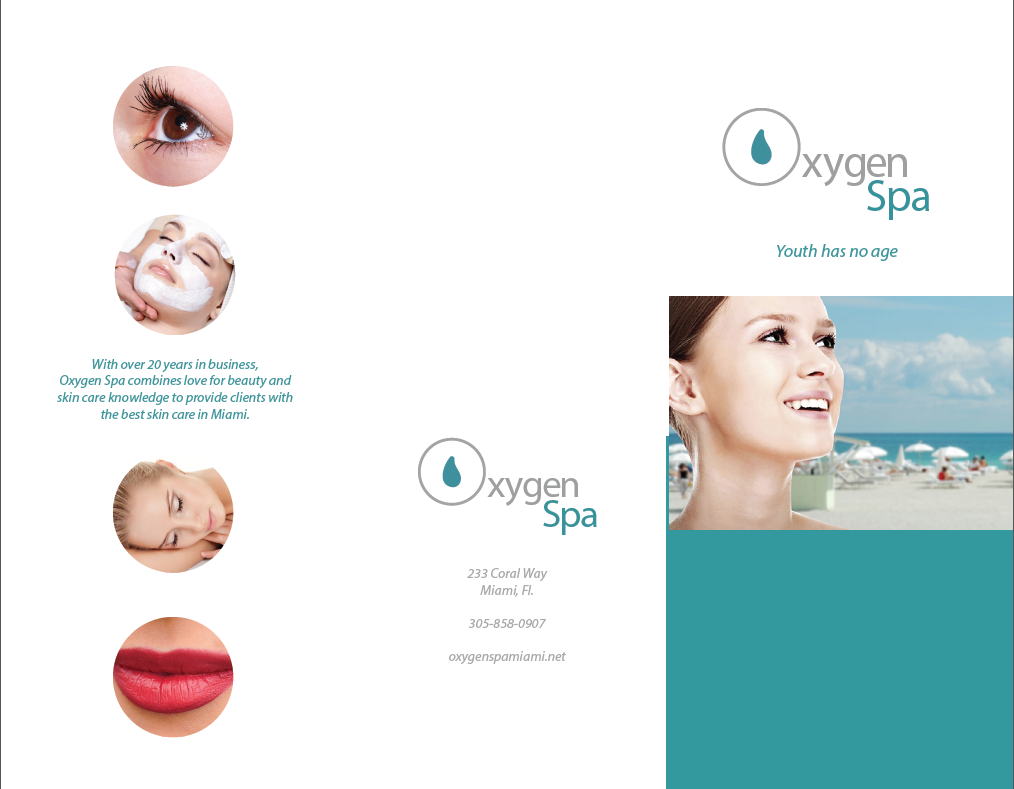 With over 20 years in business,
Oxygen Spa combines love for beauty and
skin care knowledge to provide clients with
the best skin care in Miami.
Oxygen
Spa
233 Coral Way
Miami, Fl.
305-858-0907
oxygenspamiami.net
Oxygen
Spa
Youth has no age